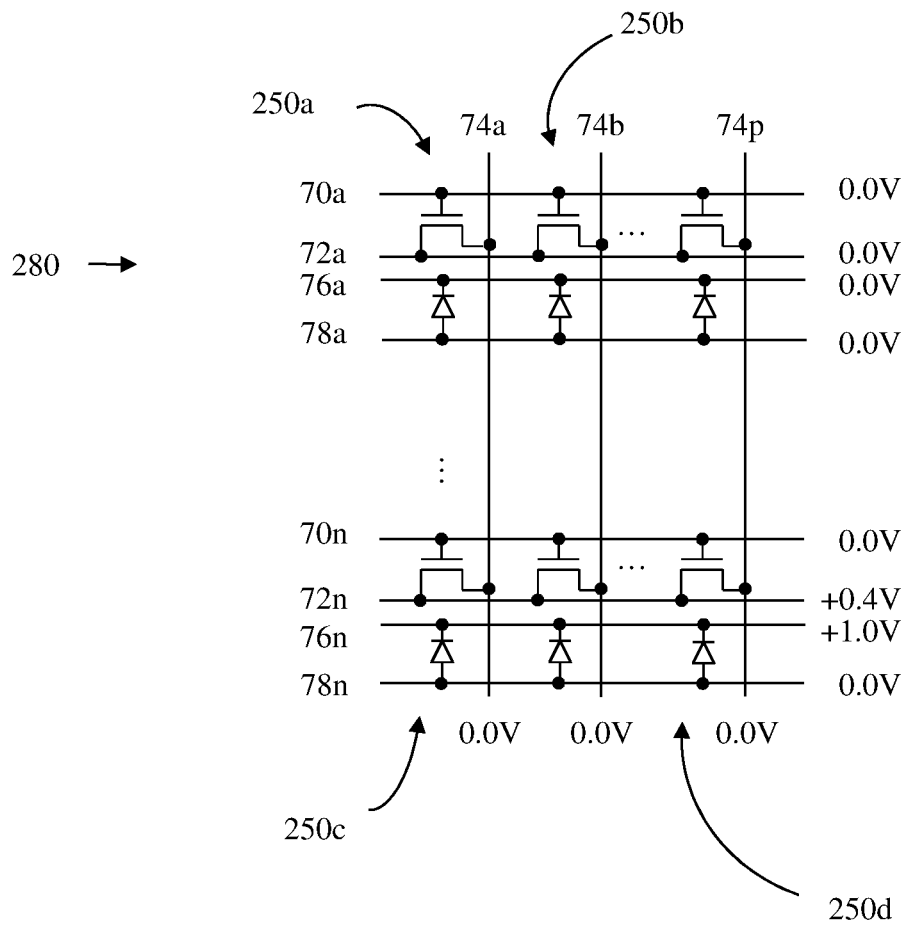 250b
250a
74a 74b 74p
70a 0.0V
...
72a 0.0V
280
76a 0.0V
78a 0.0V
...
70n 0.0V
...
72n +0.4V
76n +1.0V
78n 0.0V
0.0V 0.0V 0.0V
250c
250d